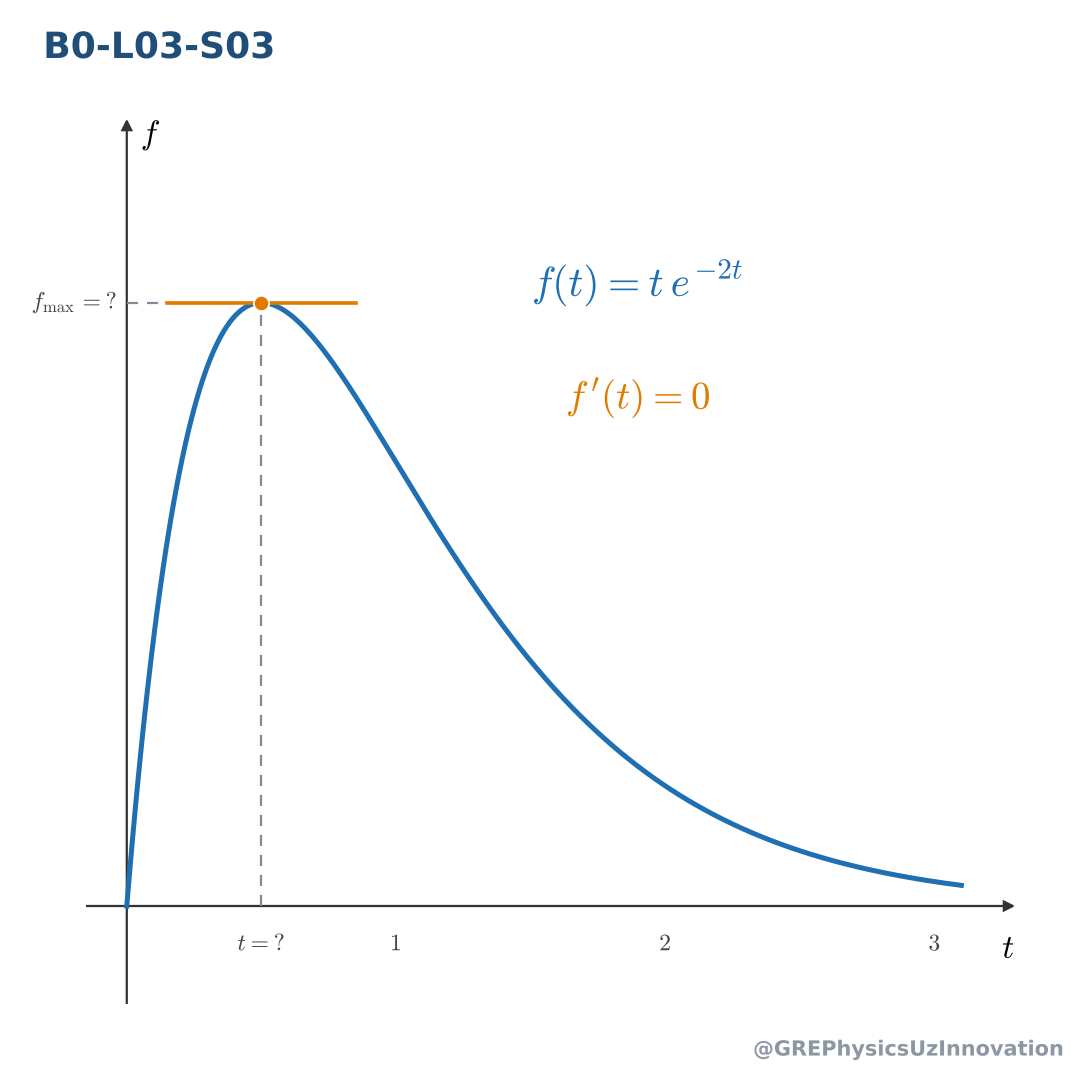 B0-L03-S03
f
f(t) = t e^{-2t}
f_max = ?
f'(t) = 0
t = ? 1 2 3
t
@GREPhysicsUzInnovation